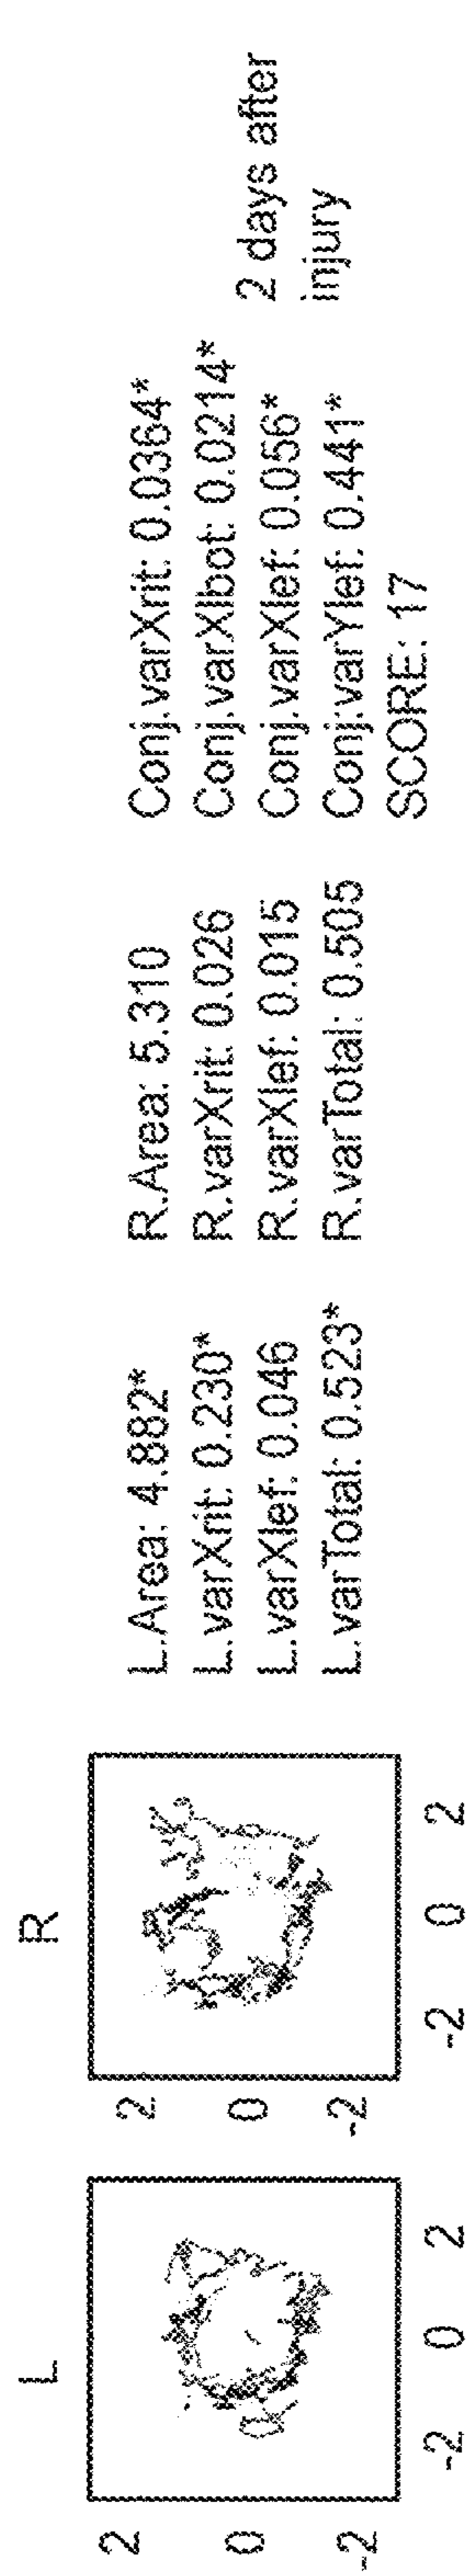 L
2
0
-2
-2 0 2
R
2
0
-2
-2 0 2
L.Area: 4.882*
L.varXrit: 0.230*
L.varXlef: 0.046
L.varTotal: 0.523*
R.Area: 5.310
R.varXrit: 0.026
R.varXlef: 0.015
R.varTotal: 0.505
Conj.varXrit: 0.0364*
Conj.varXlbot: 0.0214*
Conj.varXlef: 0.056*
Conj.varYlef: 0.441*
SCORE: 17
2 days after
injury